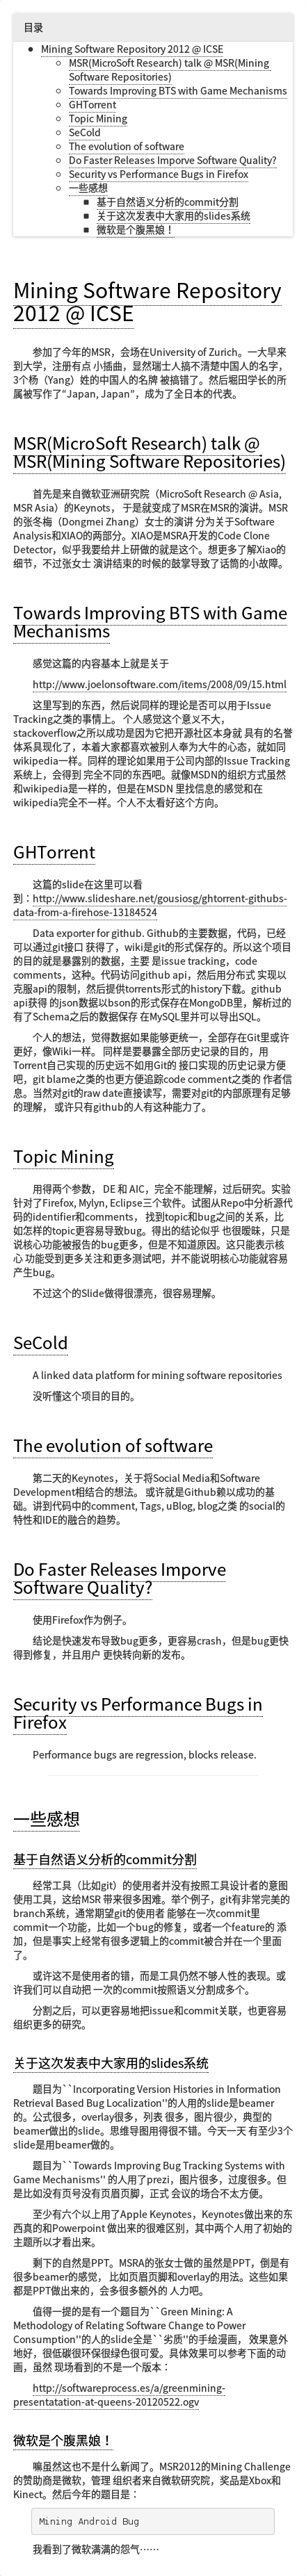 目录
Mining Software Repository 2012 @ ICSE
MSR(MicroSoft Research) talk @ MSR(Mining
Software Repositories)
Towards Improving BTS with Game Mechanisms
GHTorrent
Topic Mining
SeCold
The evolution of software
Do Faster Releases Imporve Software Quality?
Security vs Performance Bugs in Firefox
一些感想
基于自然语义分析的commit分割
关于这次发表中大家用的slides系统
微软是个腹黑娘！
Mining Software Repository
2012 @ ICSE
参加了今年的MSR，会场在University of Zurich。一大早来
到大学，注册有点 小插曲，显然瑞士人搞不清楚中国人的名字，
3个杨（Yang）姓的中国人的名牌 被搞错了。然后堀田学长的所
属被写作了“Japan, Japan”，成为了全日本的代表。
MSR(MicroSoft Research) talk @
MSR(Mining Software Repositories)
首先是来自微软亚洲研究院（MicroSoft Research @ Asia,
MSR Asia）的Keynots， 于是就变成了MSR在MSR的演讲。MSR
的张冬梅（Dongmei Zhang）女士的演讲 分为关于Software
Analysis和XIAO的两部分。XIAO是MSRA开发的Code Clone
Detector，似乎我要给井上研做的就是这个。想更多了解Xiao的
细节，不过张女士 演讲结束的时候的鼓掌导致了话筒的小故障。
Towards Improving BTS with Game
Mechanisms
感觉这篇的内容基本上就是关于
http://www.joelonsoftware.com/items/2008/09/15.html
这里写到的东西，然后说同样的理论是否可以用于Issue
Tracking之类的事情上。 个人感觉这个意义不大，
stackoverflow之所以成功是因为它把开源社区本身就 具有的名誉
体系具现化了，本着大家都喜欢被别人奉为大牛的心态，就如同
wikipedia一样。同样的理论如果用于公司内部的Issue Tracking
系统上，会得到 完全不同的东西吧。就像MSDN的组织方式虽然
和wikipedia是一样的，但是在MSDN 里找信息的感觉和在
wikipedia完全不一样。个人不太看好这个方向。
GHTorrent
这篇的slide在这里可以看
到：http://www.slideshare.net/gousiosg/ghtorrent-githubs-
data-from-a-firehose-13184524
Data exporter for github. Github的主要数据，代码，已经
可以通过git接口 获得了，wiki是git的形式保存的。所以这个项目
的目的就是暴露别的数据，主要 是issue tracking，code
comments，这种。代码访问github api，然后用分布式 实现以
克服api的限制，然后提供torrents形式的history下载。github
api获得 的json数据以bson的形式保存在MongoDB里，解析过的
有了Schema之后的数据保存 在MySQL里并可以导出SQL。
个人的想法，觉得数据如果能够更统一，全部存在Git里或许
更好，像Wiki一样。 同样是要暴露全部历史记录的目的，用
Torrent自己实现的历史远不如用Git的 接口实现的历史记录方便
吧，git blame之类的也更方便追踪code comment之类的 作者信
息。当然对git的raw date直接读写，需要对git的内部原理有足够
的理解， 或许只有github的人有这种能力了。
Topic Mining
用得两个参数， DE 和 AIC，完全不能理解，过后研究。实验
针对了Firefox, Mylyn, Eclipse三个软件。试图从Repo中分析源代
码的identifier和comments， 找到topic和bug之间的关系，比
如怎样的topic更容易导致bug。得出的结论似乎 也很暧昧，只是
说核心功能被报告的bug更多，但是不知道原因。这只能表示核
心 功能受到更多关注和更多测试吧，并不能说明核心功能就容易
产生bug。
不过这个的Slide做得很漂亮，很容易理解。
SeCold
A linked data platform for mining software repositories
没听懂这个项目的目的。
The evolution of software
第二天的Keynotes，关于将Social Media和Software
Development相结合的想法。 或许就是Github赖以成功的基
础。讲到代码中的comment, Tags, uBlog, blog之类 的social的
特性和IDE的融合的趋势。
Do Faster Releases Imporve
Software Quality?
使用Firefox作为例子。
结论是快速发布导致bug更多，更容易crash，但是bug更快
得到修复，并且用户 更快转向新的发布。
Security vs Performance Bugs in
Firefox
Performance bugs are regression, blocks release.
一些感想
基于自然语义分析的commit分割
经常工具（比如git）的使用者并没有按照工具设计者的意图
使用工具，这给MSR 带来很多困难。举个例子，git有非常完美的
branch系统，通常期望git的使用者 能够在一次commit里
commit一个功能，比如一个bug的修复，或者一个feature的 添
加，但是事实上经常有很多逻辑上的commit被合并在一个里面
了。
或许这不是使用者的错，而是工具仍然不够人性的表现。或
许我们可以自动把 一次的commit按照语义分割成多个。
分割之后，可以更容易地把issue和commit关联，也更容易
组织更多的研究。
关于这次发表中大家用的slides系统
题目为``Incorporating Version Histories in Information
Retrieval Based Bug Localization''的人用的slide是beamer
的。公式很多，overlay很多，列表 很多，图片很少，典型的
beamer做出的slide。思维导图用得很不错。今天一天 有至少3个
slide是用beamer做的。
题目为``Towards Improving Bug Tracking Systems with
Game Mechanisms'' 的人用了prezi，图片很多，过度很多。但
是比如没有页号没有页眉页脚，正式 会议的场合不太方便。
至少有六个以上用了Apple Keynotes，Keynotes做出来的东
西真的和Powerpoint 做出来的很难区别，其中两个人用了初始的
主题所以才看出来。
剩下的自然是PPT。MSRA的张女士做的虽然是PPT，倒是有
很多beamer的感觉， 比如页眉页脚和overlay的用法。这些如果
都是PPT做出来的，会多很多额外的 人力吧。
值得一提的是有一个题目为``Green Mining: A
Methodology of Relating Software Change to Power
Consumption''的人的slide全是``劣质''的手绘漫画， 效果意外
地好，很低碳很环保很绿色很可爱。具体效果可以参考下面的动
画，虽然 现场看到的不是一个版本：
http://softwareprocess.es/a/greenmining-
presentatation-at-queens-20120522.ogv
微软是个腹黑娘！
嘛虽然这也不是什么新闻了。MSR2012的Mining Challenge
的赞助商是微软，管理 组织者来自微软研究院，奖品是Xbox和
Kinect。然后今年的题目是：
Mining Android Bug
我看到了微软满满的怨气……